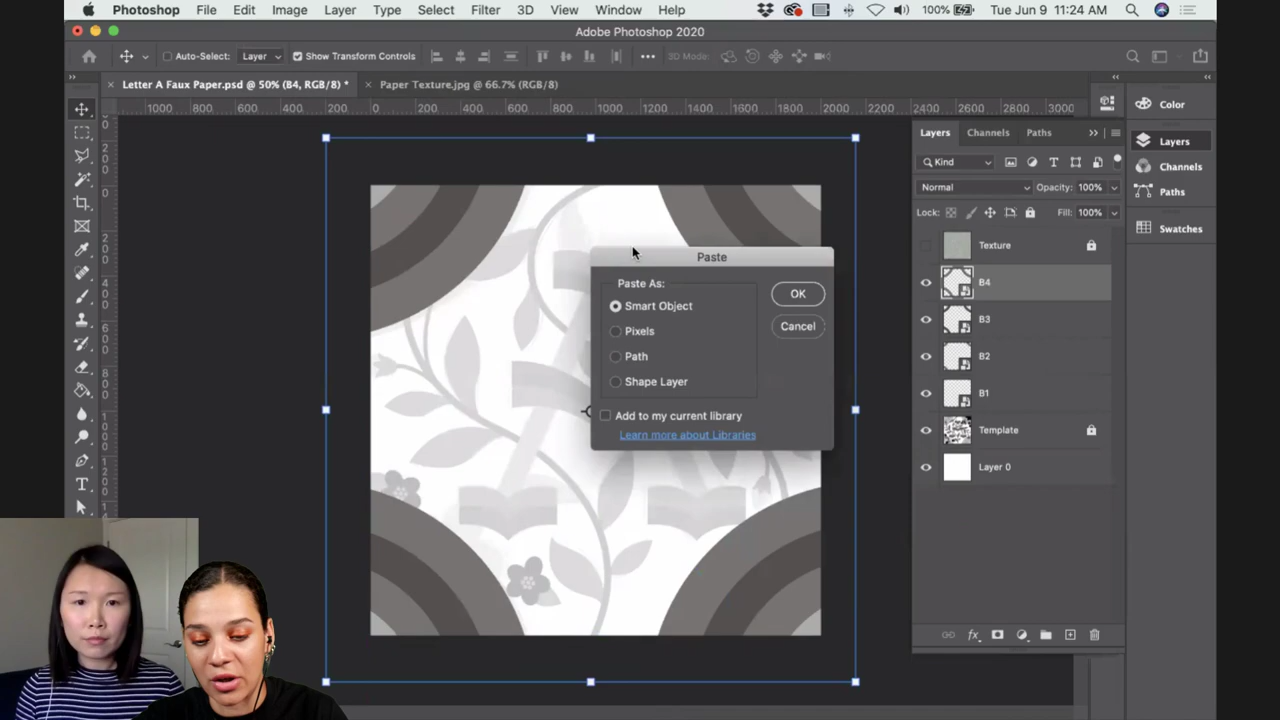 Photoshop File Edit Image Layer Type Select Filter 3D View Window Help 100% Tue Jun 9 11:24 AM
Adobe Photoshop 2020
Auto-Select: Layer Show Transform Controls 3D Mode:
Letter A Faux Paper.psd @ 50% (B4, RGB/8) * Paper Texture.jpg @ 66.7% (RGB/8)
1000 800 600 400 200 0 200 400 600 800 1000 1200 1400 1600 1800 2000 2200 2400 2600 2800 3000
Layers Channels Paths
Kind
Normal Opacity: 100%
Lock: Fill: 100%
Texture
B4
B3
B2
B1
Template
Layer 0
Color
Layers
Channels
Paths
Swatches
Paste
Paste As:
Smart Object
Pixels
Path
Shape Layer
OK
Cancel
Add to my current library
Learn more about Libraries